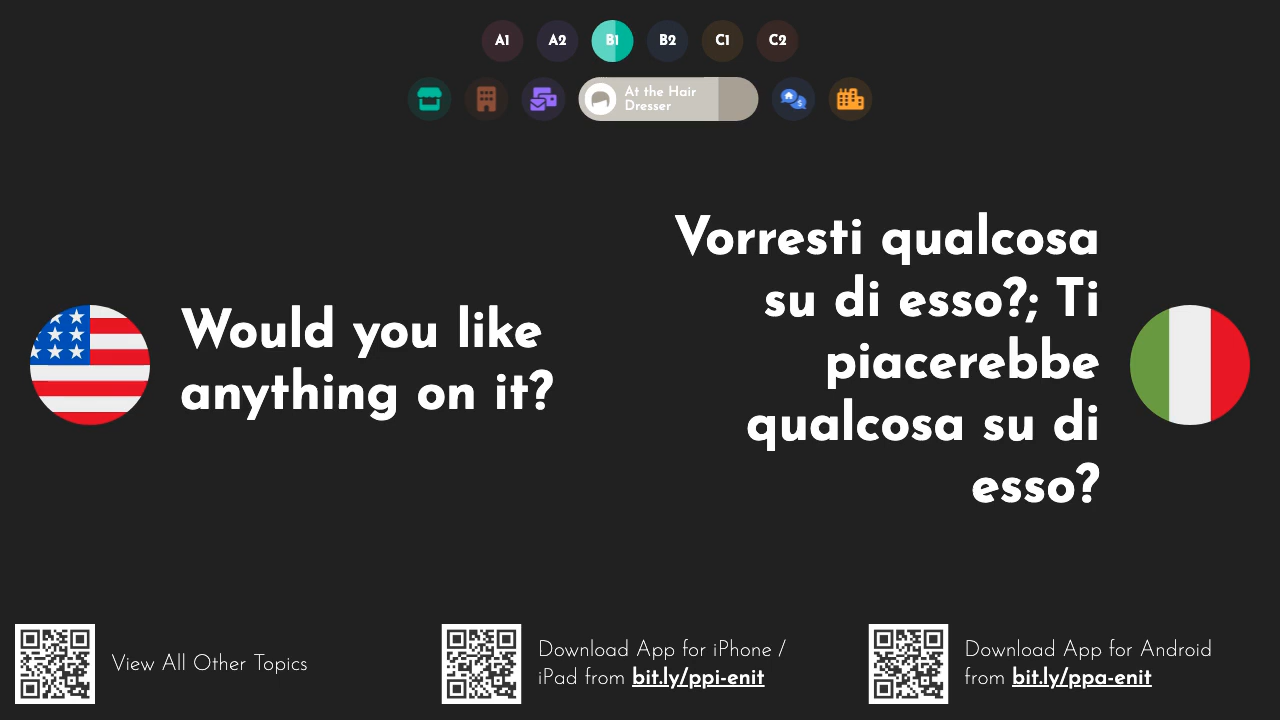 A1 A2 B1 B2 C1 C2
At the Hair
Dresser
Would you like
anything on it?
Vorresti qualcosa
su di esso?; Ti
piacerebbe
qualcosa su di
esso?
View All Other Topics
Download App for iPhone /
iPad from bit.ly/ppi-enit
Download App for Android
from bit.ly/ppa-enit